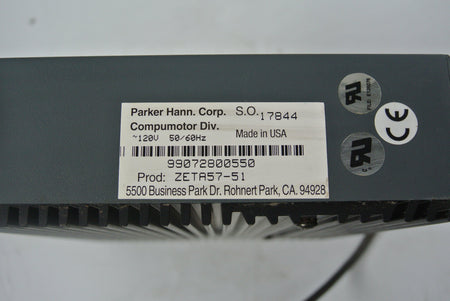 Parker Hann. Corp. S.O. 17844
Compumotor Div.
~120V 50/60Hz Made in USA
99072800550
Prod: ZETA57-51
5500 Business Park Dr. Rohnert Park, CA. 94928
CE